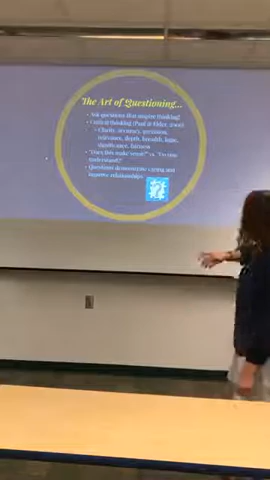 The Art of Questioning...
• Ask questions that inspire thinking!
• Critical thinking (Paul & Elder, 2001)
• Clarity, accuracy, precision,
relevance, depth, breadth, logic,
significance, fairness
• "Does this make sense?" vs. "Do you
understand?"
• Questions demonstrate caring and
improve relationships